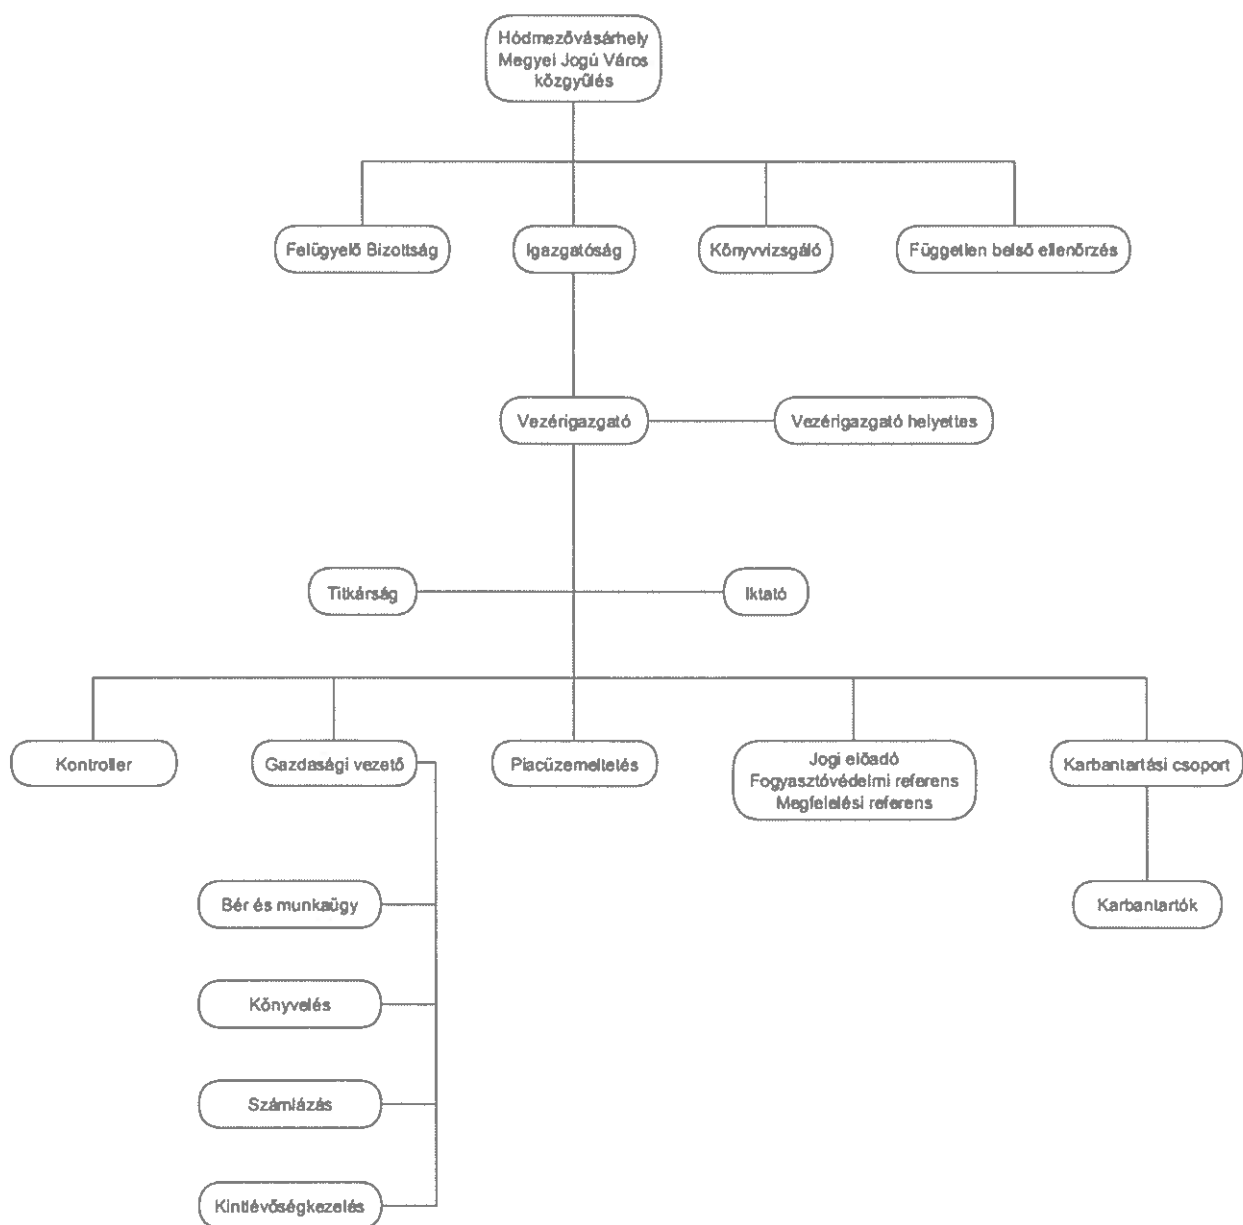 Hódmezővásárhely
Megyei Jogú Város
közgyűlés
Felügyelő Bizottság
Igazgatóság
Könyvvizsgáló
Független belső ellenőrzés
Vezérigazgató
Vezérigazgató helyettes
Titkárság
Iktató
Kontroller
Gazdasági vezető
Piacüzemeltetés
Jogi előadó
Fogyasztóvédelmi referens
Megfelelési referens
Karbantartási csoport
Bér és munkaügy
Karbantartók
Könyvelés
Számlázás
Kintlévőségkezelés